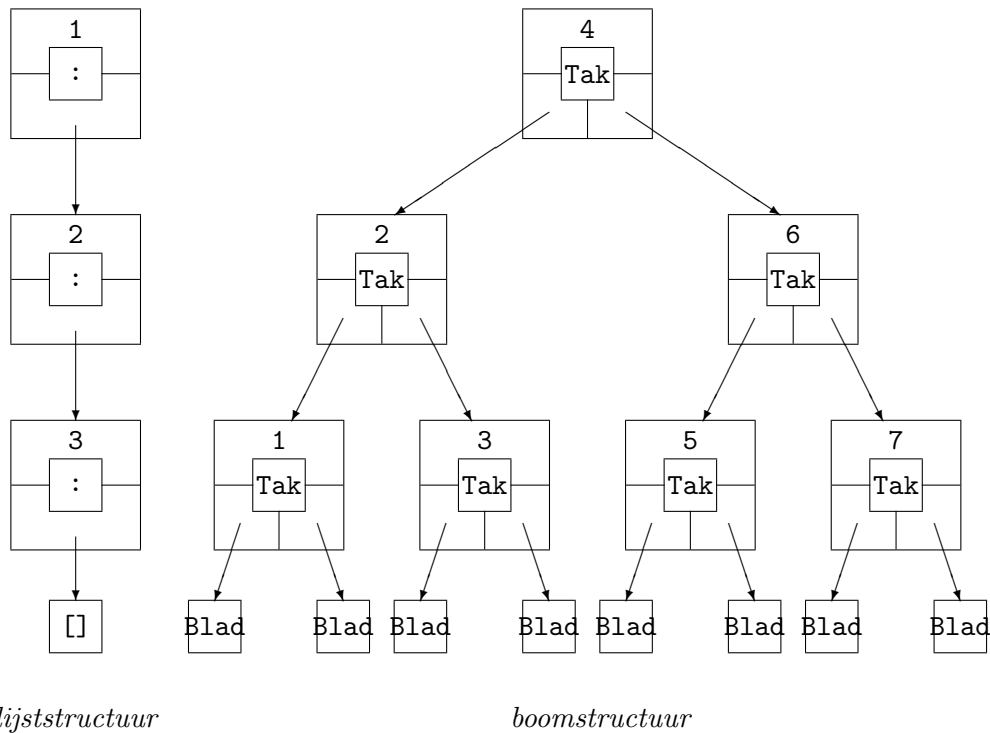 1 4
: Tak
2 2 6
: Tak Tak
3 1 3 5 7
: Tak Tak Tak Tak
[] Blad Blad Blad Blad Blad Blad Blad Blad
lijststructuur boomstructuur